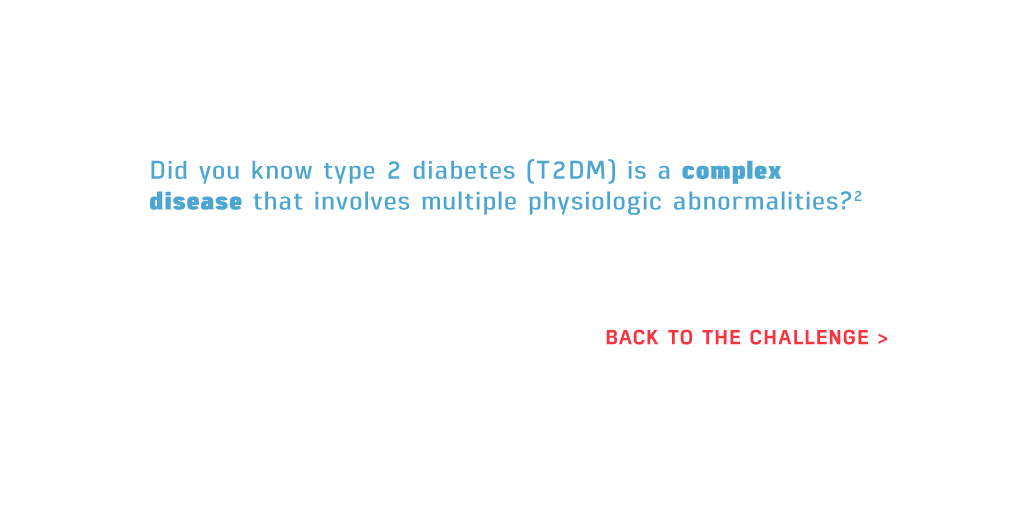 Did you know type 2 diabetes (T2DM) is a complex
disease that involves multiple physiologic abnormalities?²
BACK TO THE CHALLENGE >